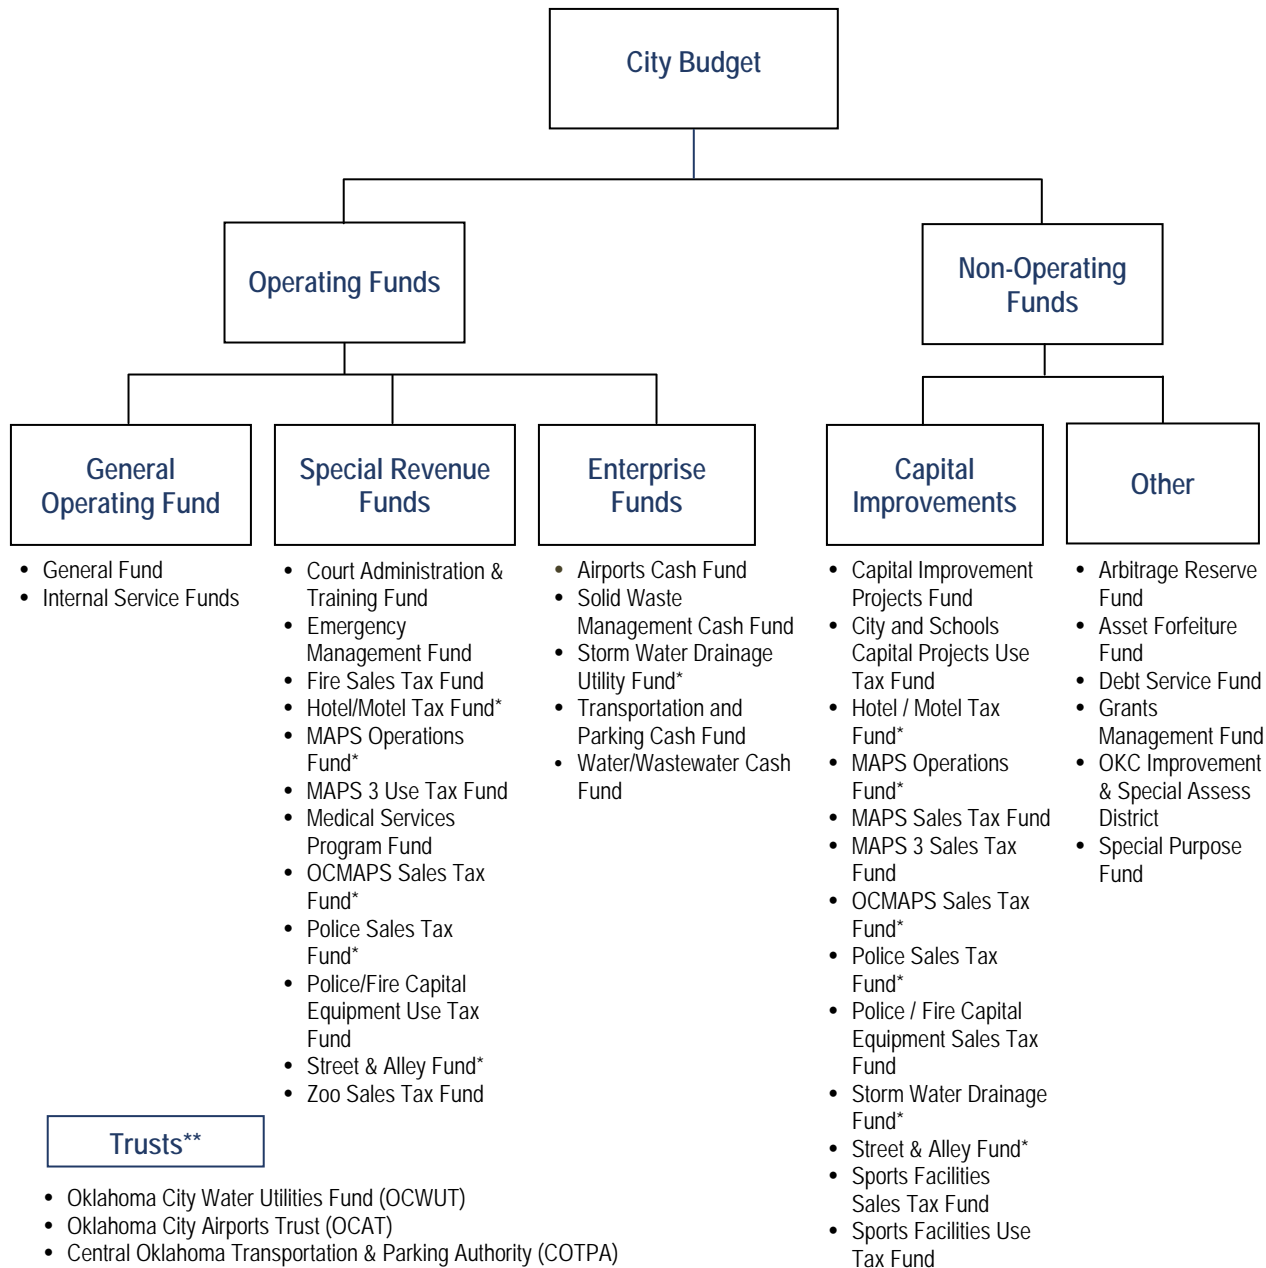 City Budget
Operating Funds
Non-Operating
Funds
General
Operating Fund
• General Fund
• Internal Service Funds
Special Revenue
Funds
• Court Administration &
Training Fund
• Emergency
Management Fund
• Fire Sales Tax Fund
• Hotel/Motel Tax Fund*
• MAPS Operations
Fund*
• MAPS 3 Use Tax Fund
• Medical Services
Program Fund
• OCMAPS Sales Tax
Fund*
• Police Sales Tax
Fund*
• Police/Fire Capital
Equipment Use Tax
Fund
• Street & Alley Fund*
• Zoo Sales Tax Fund
Enterprise
Funds
• Airports Cash Fund
• Solid Waste
Management Cash Fund
• Storm Water Drainage
Utility Fund*
• Transportation and
Parking Cash Fund
• Water/Wastewater Cash
Fund
Capital
Improvements
• Capital Improvement
Projects Fund
• City and Schools
Capital Projects Use
Tax Fund
• Hotel / Motel Tax
Fund*
• MAPS Operations
Fund*
• MAPS Sales Tax Fund
• MAPS 3 Sales Tax
Fund
• OCMAPS Sales Tax
Fund*
• Police Sales Tax
Fund*
• Police / Fire Capital
Equipment Sales Tax
Fund
• Storm Water Drainage
Fund*
• Street & Alley Fund*
• Sports Facilities
Sales Tax Fund
• Sports Facilities Use
Tax Fund
Other
• Arbitrage Reserve
Fund
• Asset Forfeiture
Fund
• Debt Service Fund
• Grants
Management Fund
• OKC Improvement
& Special Assess
District
• Special Purpose
Fund
Trusts**
• Oklahoma City Water Utilities Fund (OCWUT)
• Oklahoma City Airports Trust (OCAT)
• Central Oklahoma Transportation & Parking Authority (COTPA)